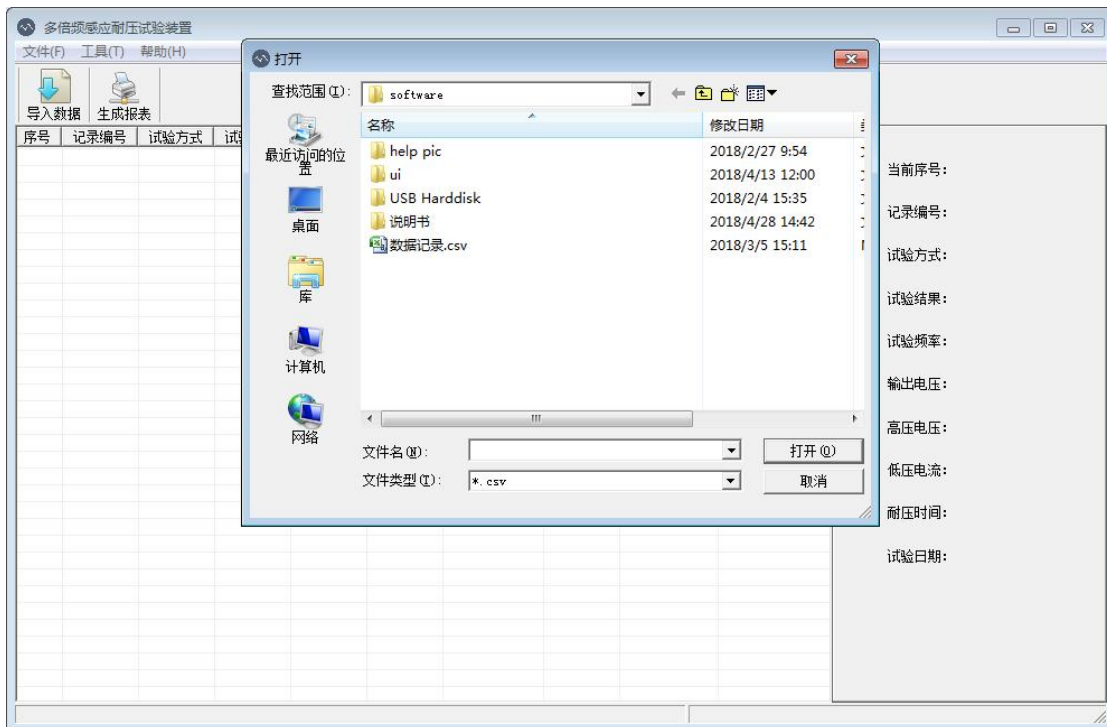 多倍频感应耐压试验装置
文件(F) 工具(T) 帮助(H)
导入数据 生成报表
序号 记录编号 试验方式
打开
查找范围(I): software
最近访问的位置
桌面
库
计算机
网络
名称 修改日期
help pic 2018/2/27 9:54
ui 2018/4/13 12:00
USB Harddisk 2018/2/4 15:35
说明书 2018/4/28 14:42
数据记录.csv 2018/3/5 15:11
文件名(N): 打开(O)
文件类型(T): *.csv 取消
当前序号:
记录编号:
试验方式:
试验结果:
试验频率:
输出电压:
高压电压:
低压电流:
耐压时间:
试验日期: